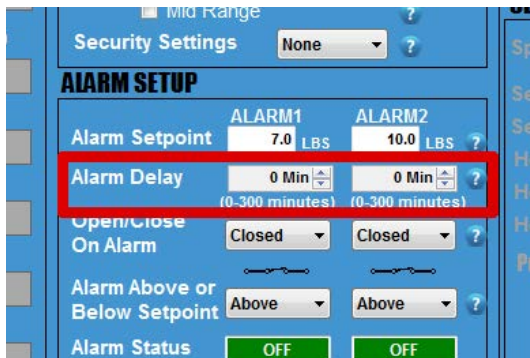 Mid Range ?
Security Settings None ?
ALARM SETUP
ALARM1 ALARM2
Alarm Setpoint 7.0 LBS 10.0 LBS ?
Alarm Delay 0 Min 0 Min ?
(0-300 minutes) (0-300 minutes)
Open/Close
On Alarm Closed Closed ?
Alarm Above or
Below Setpoint Above Above ?
Alarm Status OFF OFF